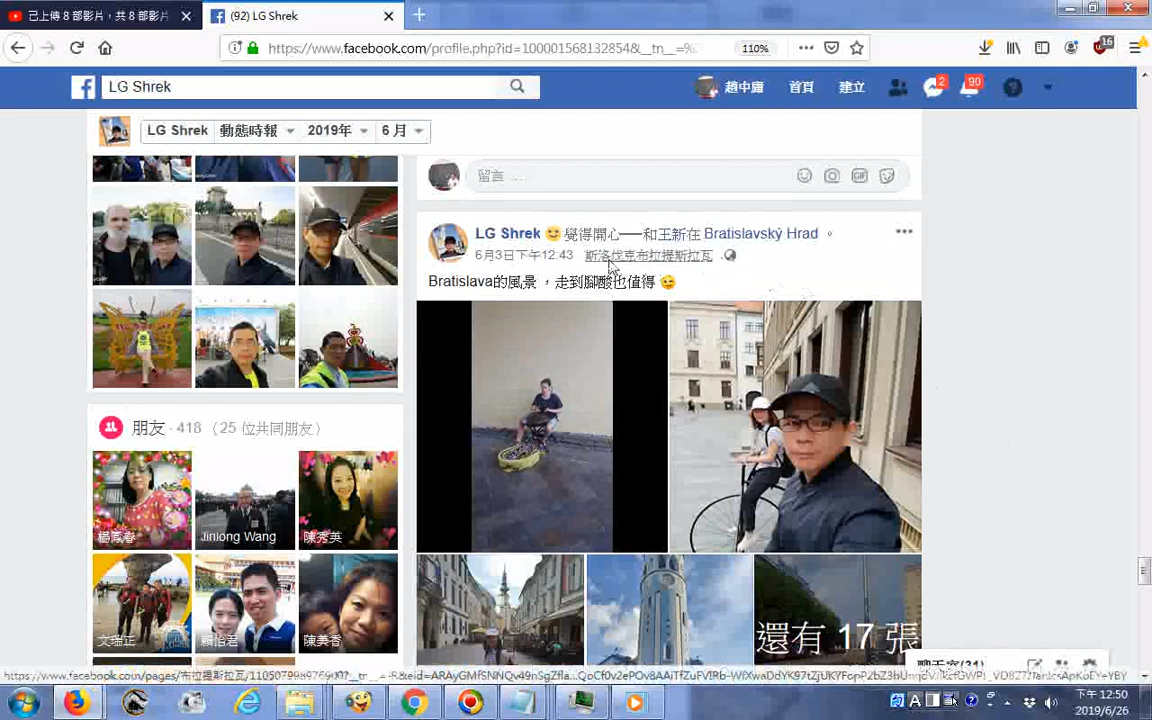 己上傳 8 部影片，共 8 部影片
(92) LG Shrek
https://www.facebook.com/profile.php?id=100001568132854&__tn__=%
110%
16
LG Shrek
趙中庸
首頁
建立
2
90
LG Shrek
動態時報
2019年
6 月
留言 .....
LG Shrek 覺得開心——和王新在 Bratislavský Hrad 。
6月3日下午12:43
斯洛伐克布拉提斯拉瓦
Bratislava的風景 ，走到腳酸也值得
朋友 · 418 （25 位共同朋友）
Jinlong Wang
陳秀英
文瑞正
賴怡君
陳美香
還有 17 張
聊天室(31)
下午 12:50
2019/6/26